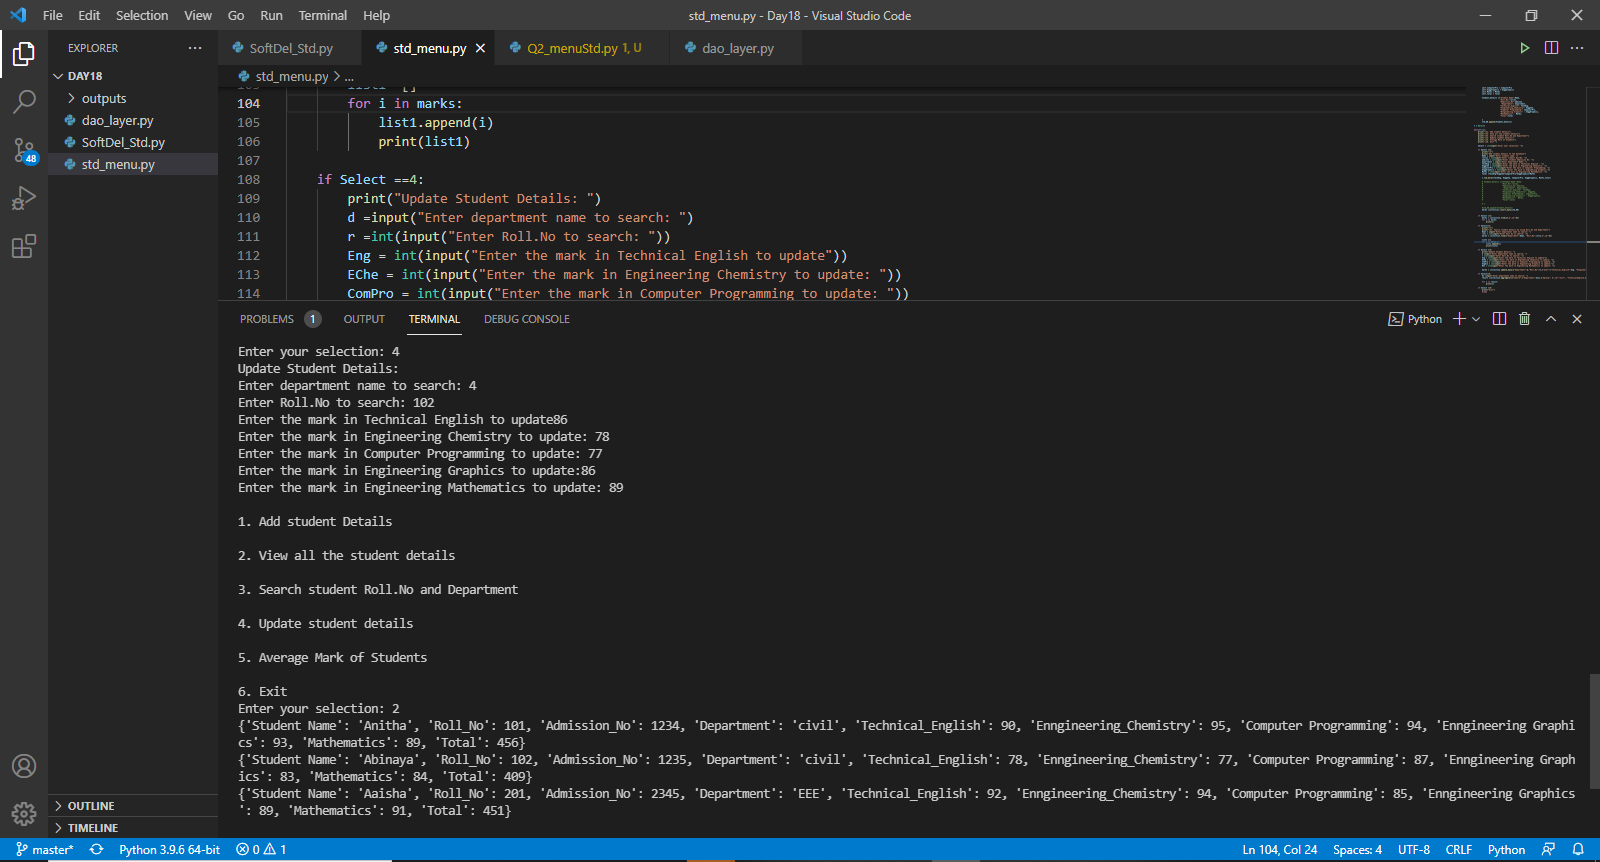 File Edit Selection View Go Run Terminal Help
std_menu.py - Day18 - Visual Studio Code
EXPLORER
DAY18
outputs
dao_layer.py
SoftDel_Std.py
std_menu.py
OUTLINE
TIMELINE
48
SoftDel_Std.py std_menu.py Q2_menuStd.py 1, U dao_layer.py
std_menu.py > ...
104 for i in marks:
105 list1.append(i)
106 print(list1)
107
108 if Select ==4:
109 print("Update Student Details: ")
110 d =input("Enter department name to search: ")
111 r =int(input("Enter Roll.No to search: "))
112 Eng = int(input("Enter the mark in Technical English to update"))
113 EChe = int(input("Enter the mark in Engineering Chemistry to update: "))
114 ComPro = int(input("Enter the mark in Computer Programming to update: "))
PROBLEMS 1 OUTPUT TERMINAL DEBUG CONSOLE
Python
Enter your selection: 4
Update Student Details:
Enter department name to search: 4
Enter Roll.No to search: 102
Enter the mark in Technical English to update86
Enter the mark in Engineering Chemistry to update: 78
Enter the mark in Computer Programming to update: 77
Enter the mark in Engineering Graphics to update:86
Enter the mark in Engineering Mathematics to update: 89
1. Add student Details
2. View all the student details
3. Search student Roll.No and Department
4. Update student details
5. Average Mark of Students
6. Exit
Enter your selection: 2
{'Student Name': 'Anitha', 'Roll_No': 101, 'Admission_No': 1234, 'Department': 'civil', 'Technical_English': 90, 'Enngineering_Chemistry': 95, 'Computer Programming': 94, 'Enngineering Graphi
cs': 93, 'Mathematics': 89, 'Total': 456}
{'Student Name': 'Abinaya', 'Roll_No': 102, 'Admission_No': 1235, 'Department': 'civil', 'Technical_English': 78, 'Enngineering_Chemistry': 77, 'Computer Programming': 87, 'Enngineering Graph
ics': 83, 'Mathematics': 84, 'Total': 409}
{'Student Name': 'Aaisha', 'Roll_No': 201, 'Admission_No': 2345, 'Department': 'EEE', 'Technical_English': 92, 'Enngineering_Chemistry': 94, 'Computer Programming': 85, 'Enngineering Graphics
': 89, 'Mathematics': 91, 'Total': 451}
master* Python 3.9.6 64-bit 0 1 Ln 104, Col 24 Spaces: 4 UTF-8 CRLF Python